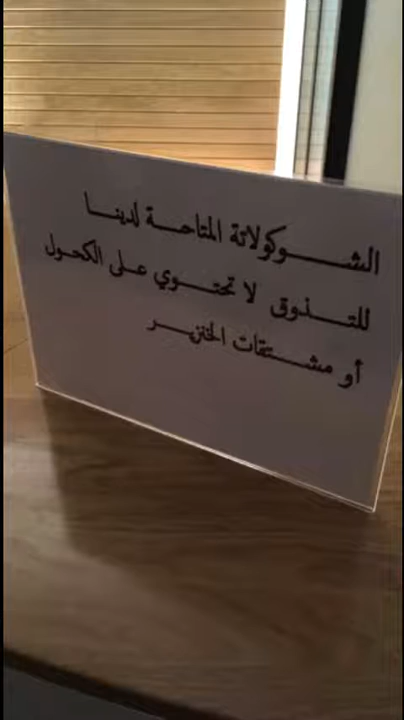 الشوكولاتة المتاحة لدينا
للتذوق لا تحتوي على الكحول
أو مشتقات الخنزير